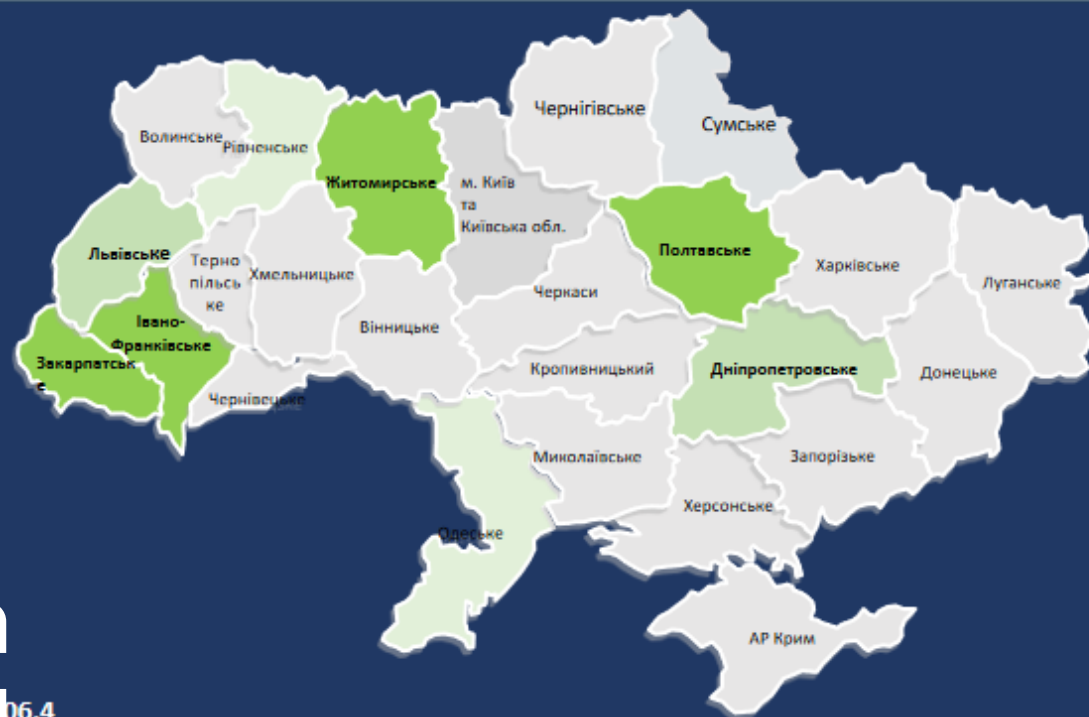 Чернігівське
Сумське
Волинське
Рівненське
Житомирське
м. Київ
та
Київська обл.
Львівське
Терно
пільсь
ке
Хмельницьке
Полтавське
Харківське
Луганське
Черкаси
Вінницьке
Івано-
Франківське
Закарпатськ
е
Чернівецьке
Кропивницький
Дніпропетровське
Донецьке
Миколаївське
Запорізьке
Херсонське
Одеське
АР Крим
06.4